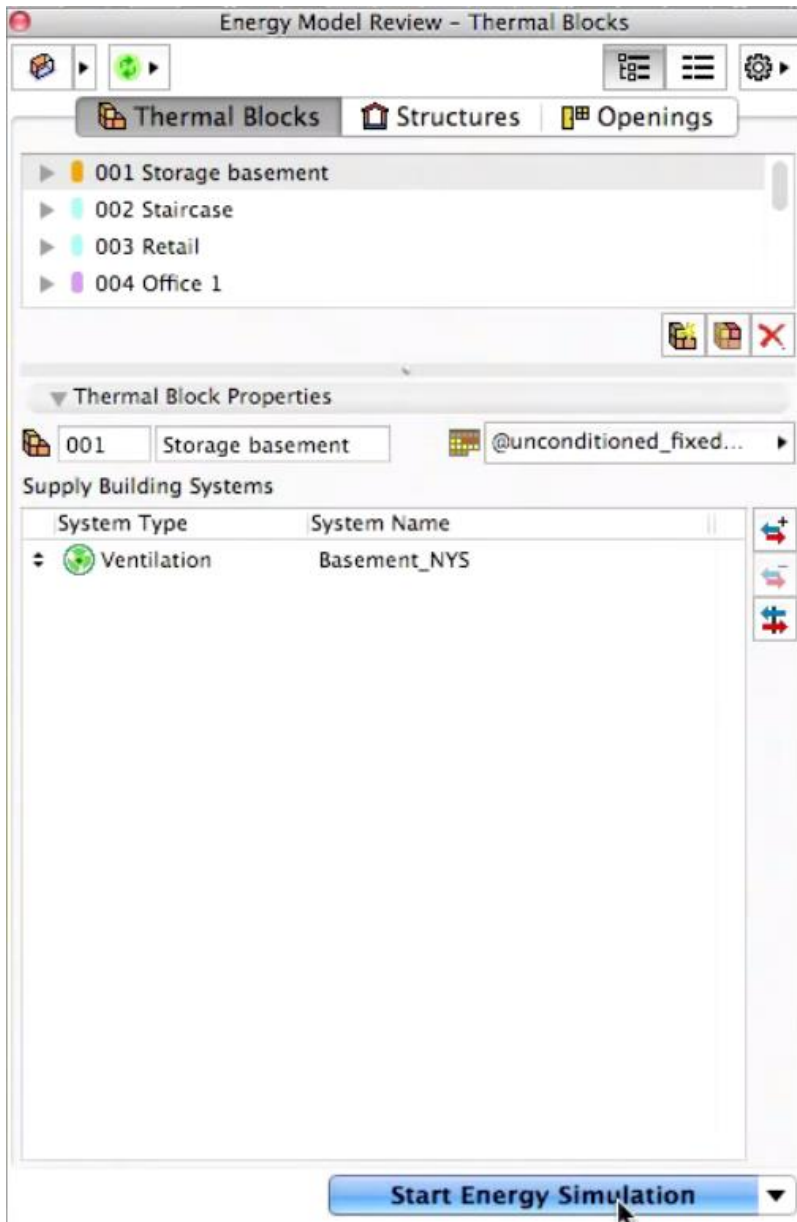 Energy Model Review – Thermal Blocks
Thermal Blocks Structures Openings
001 Storage basement
002 Staircase
003 Retail
004 Office 1
Thermal Block Properties
001 Storage basement @unconditioned_fixed...
Supply Building Systems
System Type System Name
Ventilation Basement_NYS
Start Energy Simulation